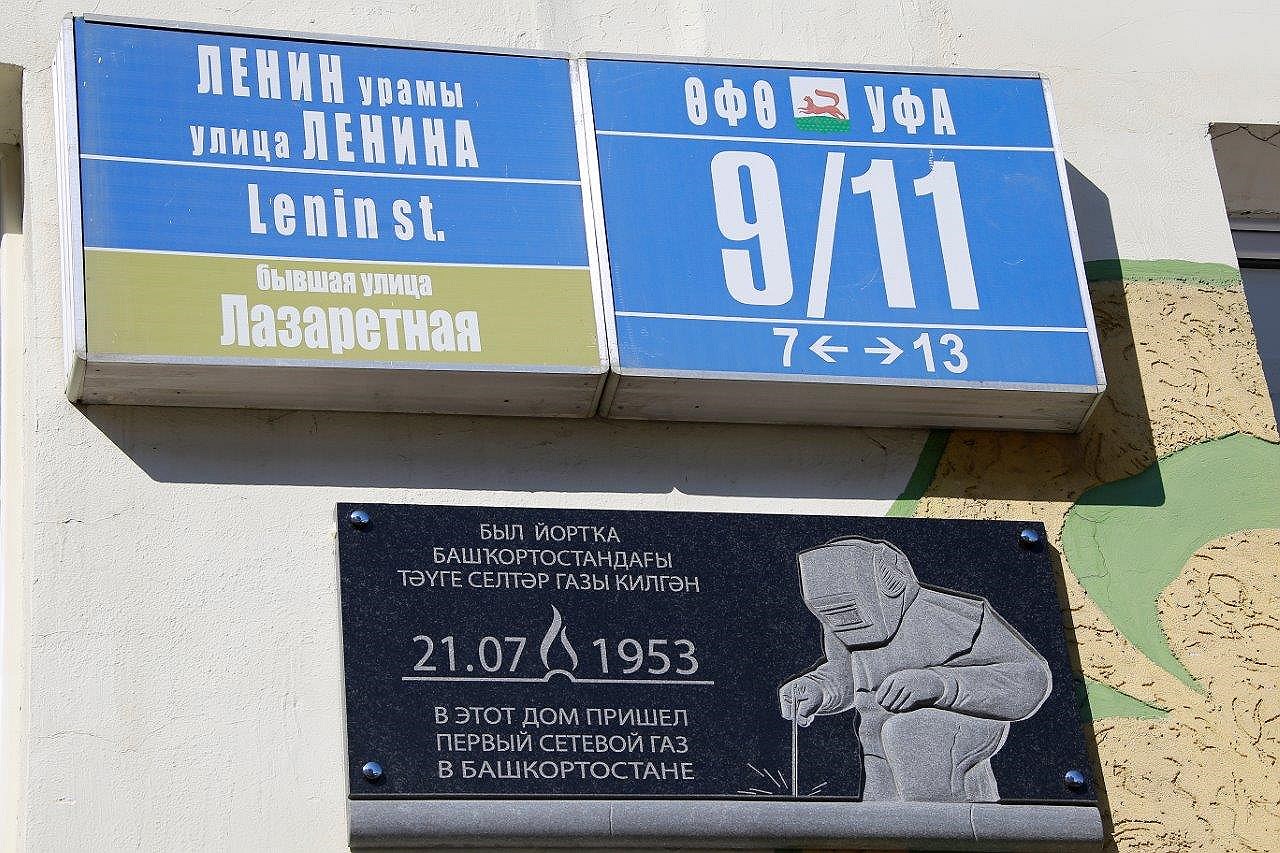 ЛЕНИН урамы
улица ЛЕНИНА
Lenin st.
бывшая улица
Лазаретная
ӨФӨ УФА
9/11
7 ← → 13
БЫЛ ЙОРТҠА
БАШҠОРТОСТАНДАҒЫ
ТӘҮГЕ СЕЛТӘР ГАЗЫ КИЛГӘН
21.07 1953
В ЭТОТ ДОМ ПРИШЕЛ
ПЕРВЫЙ СЕТЕВОЙ ГАЗ
В БАШКОРТОСТАНЕ